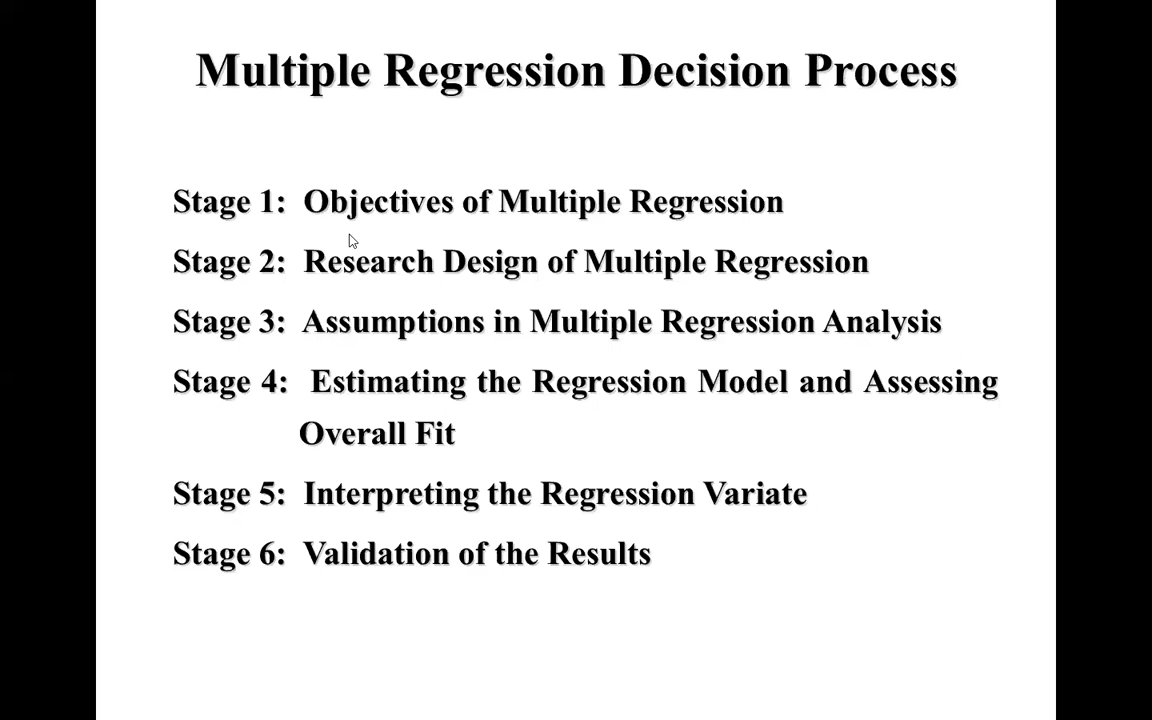 Multiple Regression Decision Process
Stage 1: Objectives of Multiple Regression
Stage 2: Research Design of Multiple Regression
Stage 3: Assumptions in Multiple Regression Analysis
Stage 4: Estimating the Regression Model and Assessing
Overall Fit
Stage 5: Interpreting the Regression Variate
Stage 6: Validation of the Results